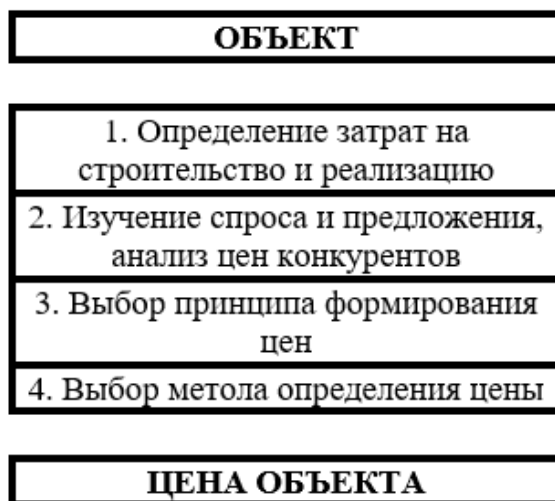 ОБЪЕКТ
1. Определение затрат на
строительство и реализацию
2. Изучение спроса и предложения,
анализ цен конкурентов
3. Выбор принципа формирования
цен
4. Выбор метола определения цены
ЦЕНА ОБЪЕКТА